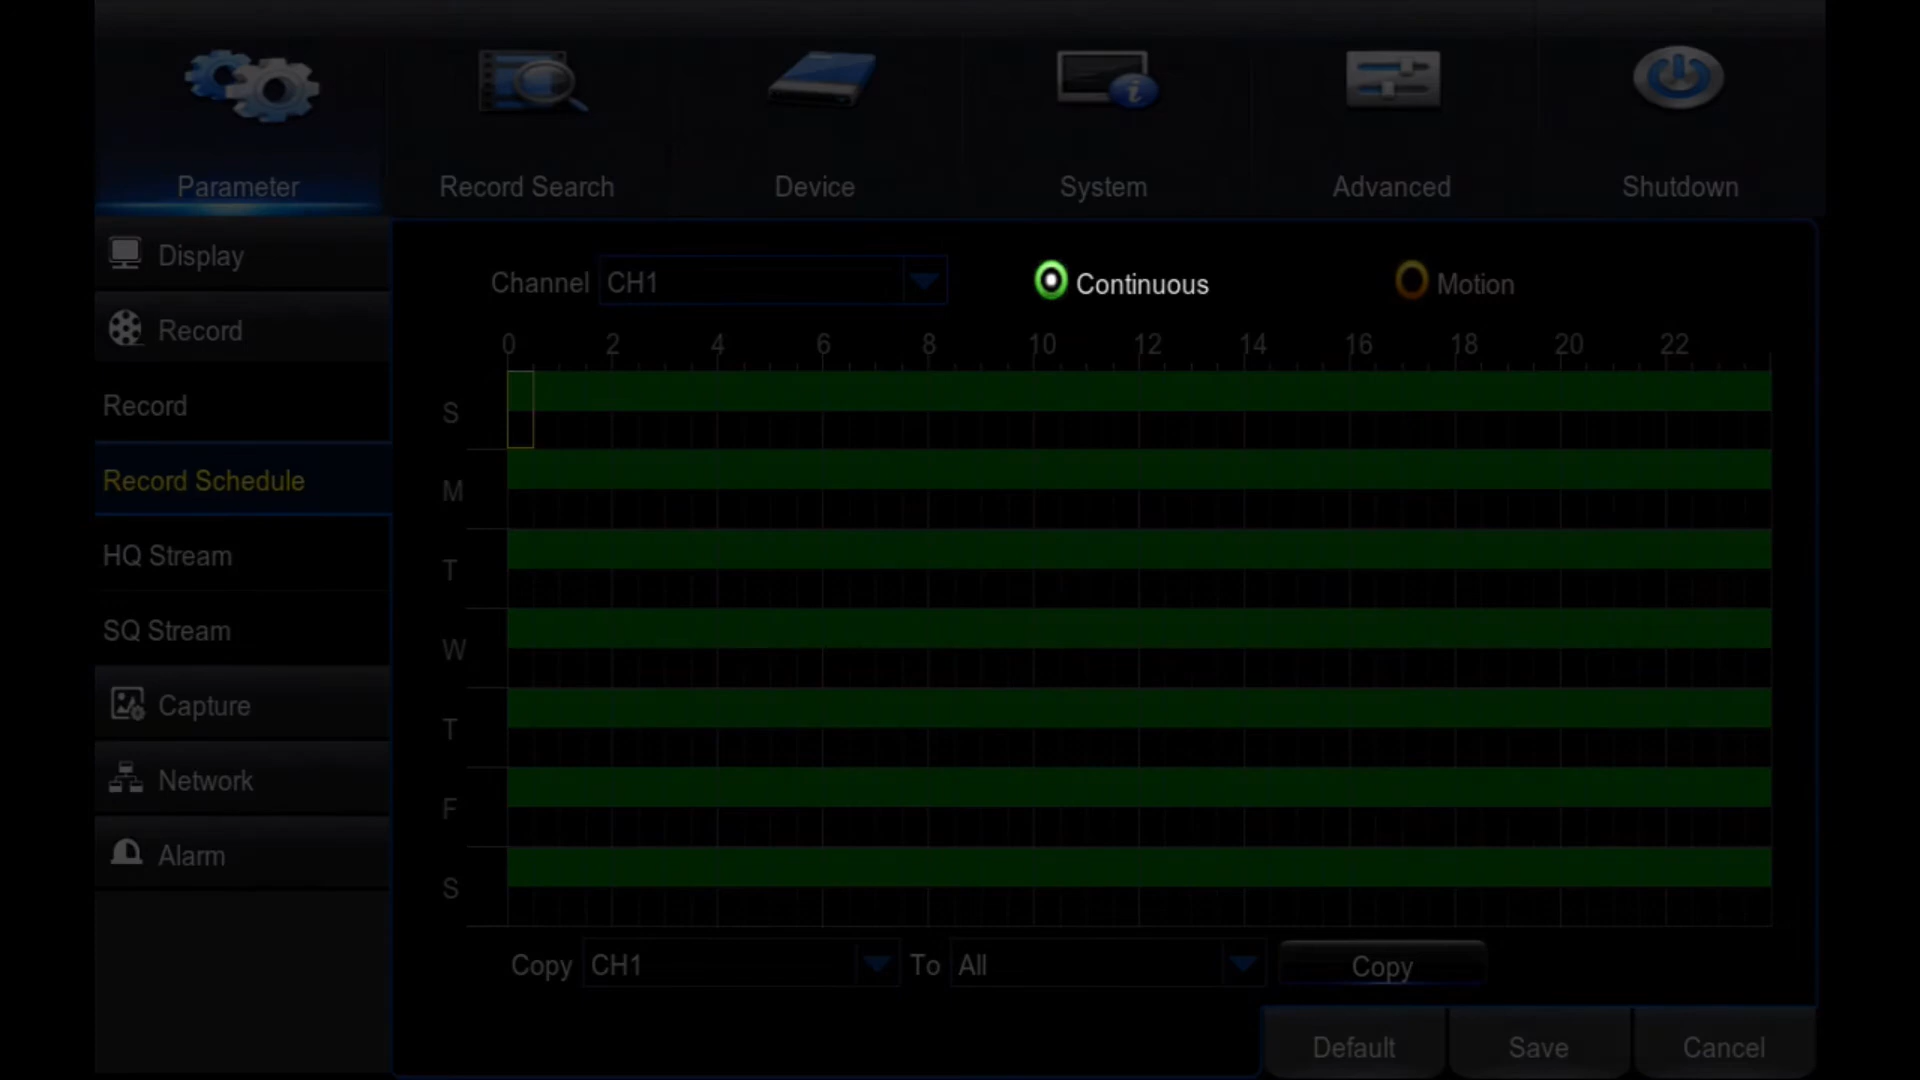 Parameter Record Search Device System Advanced Shutdown
Display
Record
Record
Record Schedule
HQ Stream
SQ Stream
Capture
Network
Alarm
Channel CH1 Continuous Motion
0 2 4 6 8 10 12 14 16 18 20 22
S
M
T
W
T
F
S
Copy CH1 To All Copy
Default Save Cancel